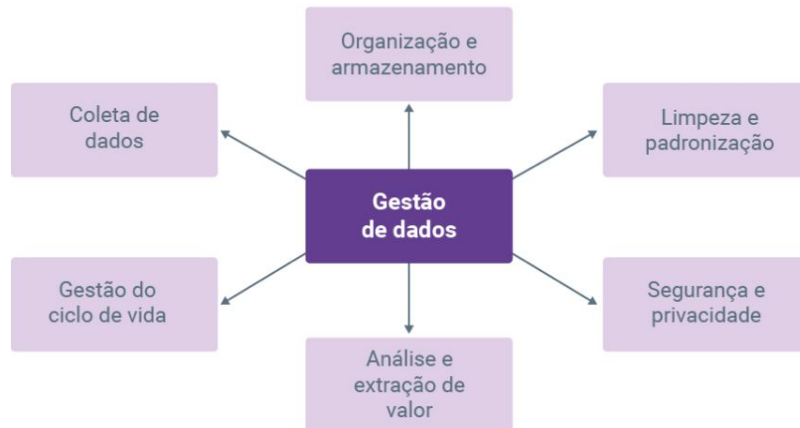 Organização e
armazenamento
Coleta de
dados
Limpeza e
padronização
Gestão
de dados
Gestão do
ciclo de vida
Segurança e
privacidade
Análise e
extração de
valor